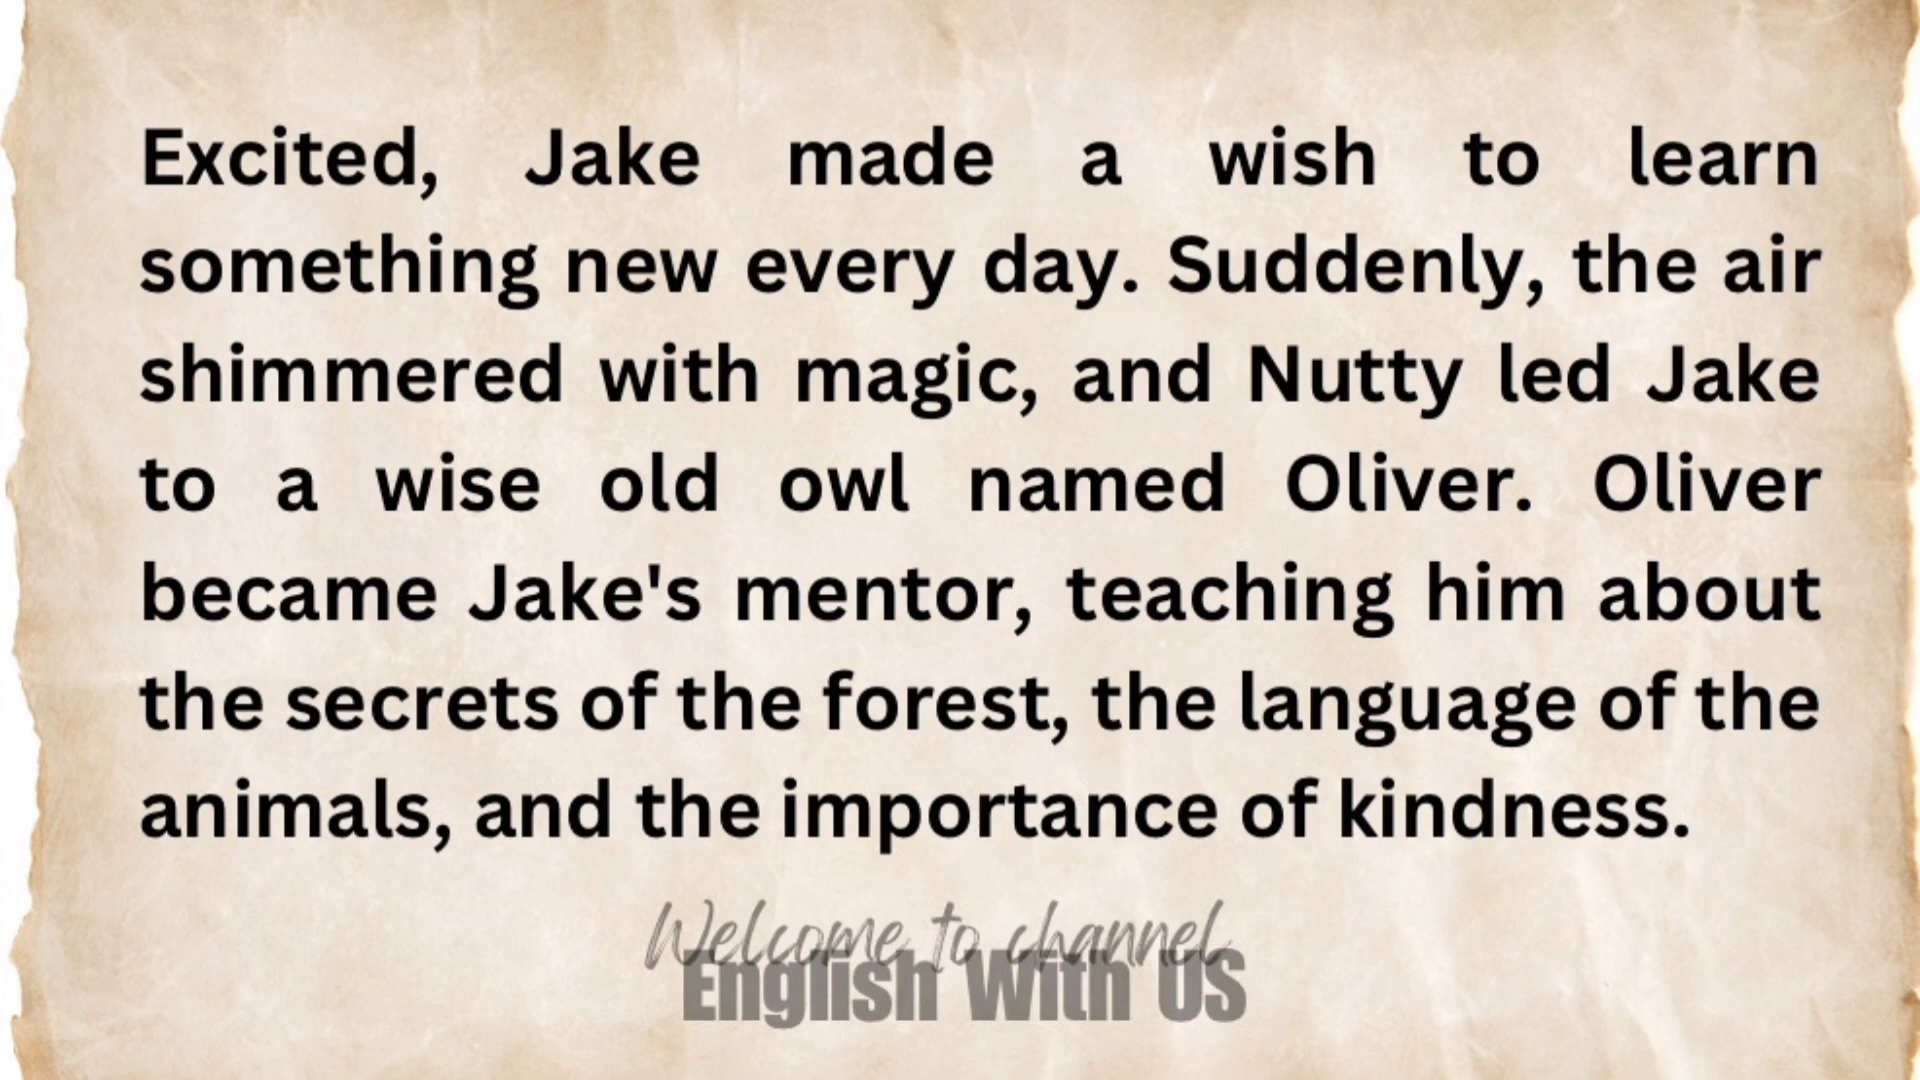 Excited, Jake made a wish to learn
something new every day. Suddenly, the air
shimmered with magic, and Nutty led Jake
to a wise old owl named Oliver. Oliver
became Jake's mentor, teaching him about
the secrets of the forest, the language of the
animals, and the importance of kindness.
Welcome to channel
English With US